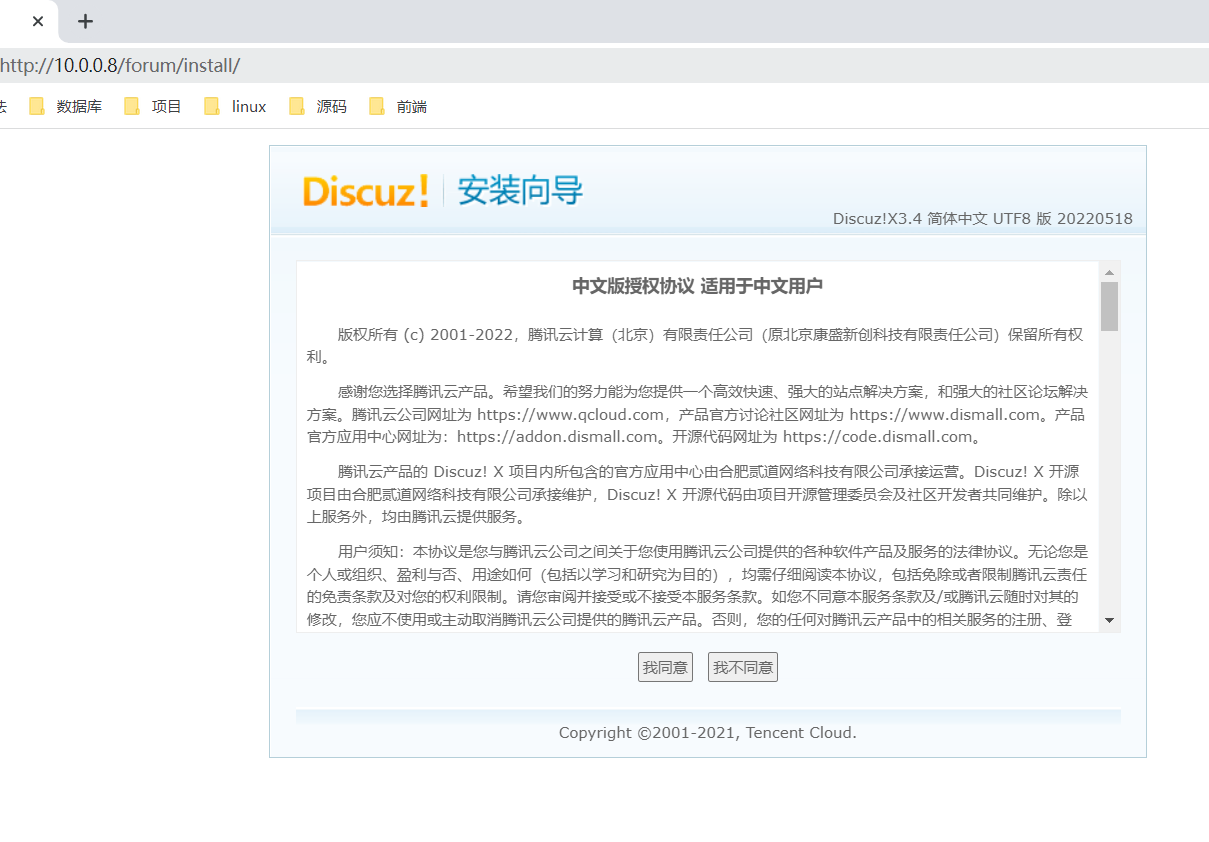 http://10.0.0.8/forum/install/
数据库 项目 linux 源码 前端
Discuz! 安装向导
Discuz!X3.4 简体中文 UTF8 版 20220518
中文版授权协议 适用于中文用户
版权所有 (c) 2001-2022，腾讯云计算（北京）有限责任公司（原北京康盛新创科技有限责任公司）保留所有权
利。
感谢您选择腾讯云产品。希望我们的努力能为您提供一个高效快速、强大的站点解决方案，和强大的社区论坛解决
方案。腾讯云公司网址为 https://www.qcloud.com，产品官方讨论社区网址为 https://www.dismall.com。产品
官方应用中心网址为：https://addon.dismall.com。开源代码网址为 https://code.dismall.com。
腾讯云产品的 Discuz! X 项目内所包含的官方应用中心由合肥贰道网络科技有限公司承接运营。Discuz! X 开源
项目由合肥贰道网络科技有限公司承接维护，Discuz! X 开源代码由项目开源管理委员会及社区开发者共同维护。除以
上服务外，均由腾讯云提供服务。
用户须知：本协议是您与腾讯云公司之间关于您使用腾讯云公司提供的各种软件产品及服务的法律协议。无论您是
个人或组织、盈利与否、用途如何（包括以学习和研究为目的），均需仔细阅读本协议，包括免除或者限制腾讯云责任
的免责条款及对您的权利限制。请您审阅并接受或不接受本服务条款。如您不同意本服务条款及/或腾讯云随时对其的
修改，您应不使用或主动取消腾讯云公司提供的腾讯云产品。否则，您的任何对腾讯云产品中的相关服务的注册、登
我同意 我不同意
Copyright ©2001-2021, Tencent Cloud.